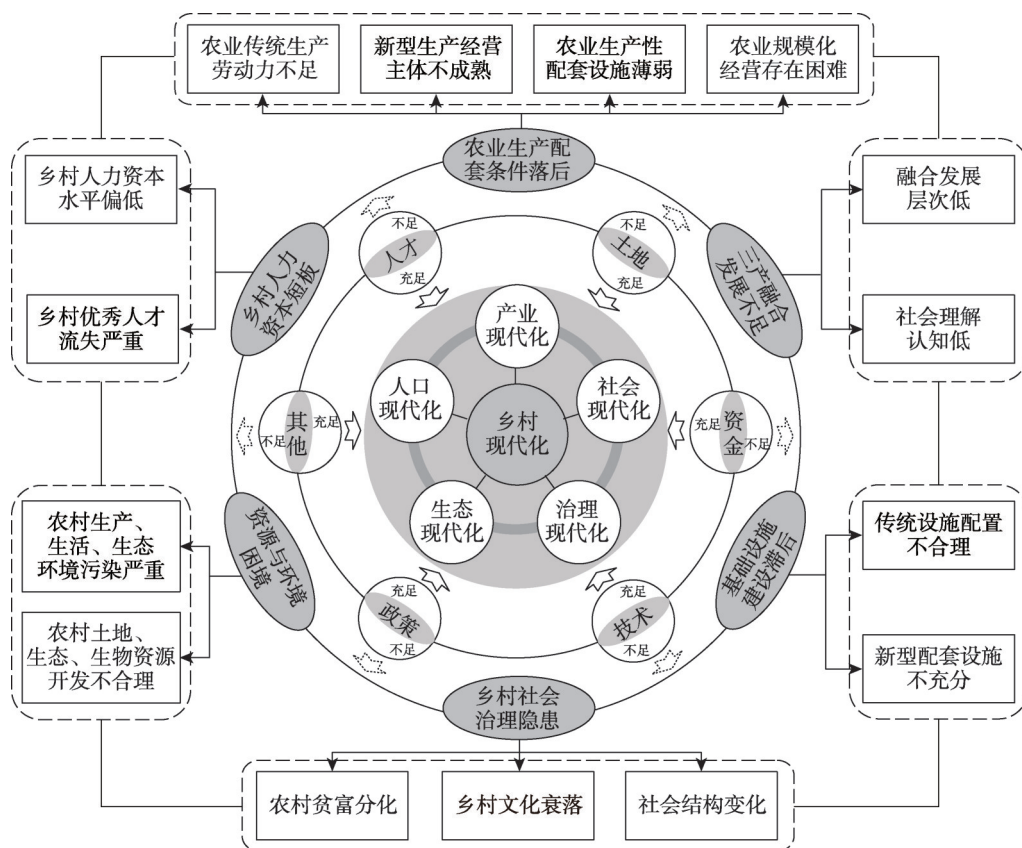 农业传统生产
劳动力不足
新型生产经营
主体不成熟
农业生产性
配套设施薄弱
农业规模化
经营存在困难
农业生产配
套条件落后
乡村人力资本
水平偏低
乡村优秀人才
流失严重
乡村人力
资本短板
融合发展
层次低
社会理解
认知低
三产融合
发展不足
不足
人才
充足
不足
土地
充足
产业
现代化
人口
现代化
社会
现代化
乡村
现代化
生态
现代化
治理
现代化
不足
其他
充足
充足
资金
不足
充足
政策
不足
充足
技术
不足
农村生产、
生活、生态
环境污染严重
农村土地、
生态、生物资源
开发不合理
资源与环境
困境
传统设施配置
不合理
新型配套设施
不充分
基础设施
建设滞后
乡村社会
治理隐患
农村贫富分化
乡村文化衰落
社会结构变化